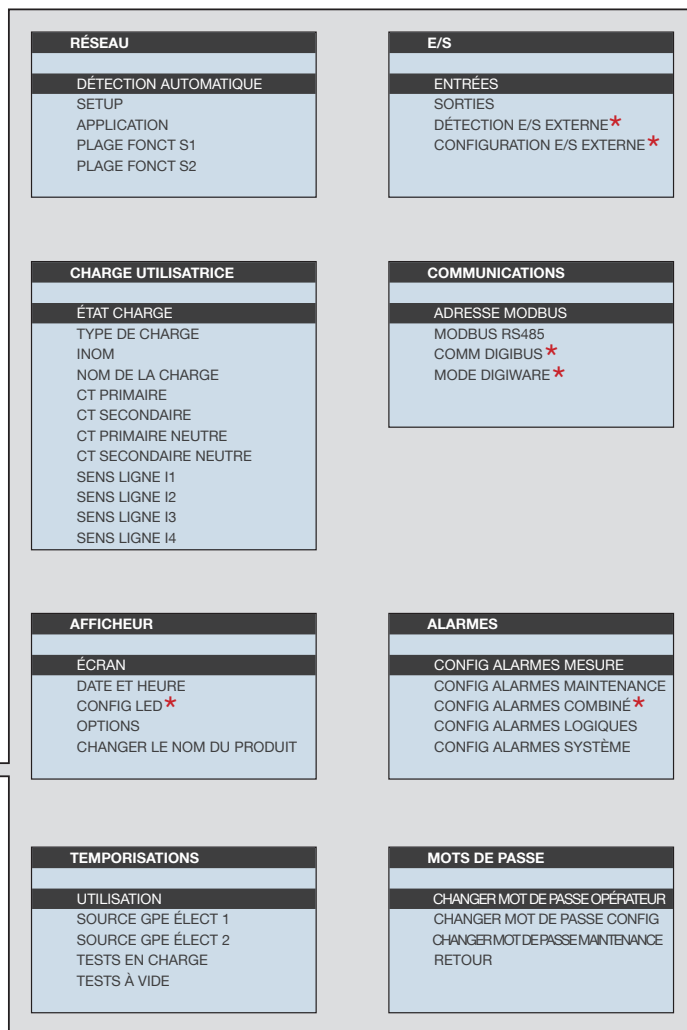 RÉSEAU
DÉTECTION AUTOMATIQUE
SETUP
APPLICATION
PLAGE FONCT S1
PLAGE FONCT S2
E/S
ENTRÉES
SORTIES
DÉTECTION E/S EXTERNE*
CONFIGURATION E/S EXTERNE*
CHARGE UTILISATRICE
ÉTAT CHARGE
TYPE DE CHARGE
INOM
NOM DE LA CHARGE
CT PRIMAIRE
CT SECONDAIRE
CT PRIMAIRE NEUTRE
CT SECONDAIRE NEUTRE
SENS LIGNE I1
SENS LIGNE I2
SENS LIGNE I3
SENS LIGNE I4
COMMUNICATIONS
ADRESSE MODBUS
MODBUS RS485
COMM DIGIBUS*
MODE DIGIWARE*
AFFICHEUR
ÉCRAN
DATE ET HEURE
CONFIG LED*
OPTIONS
CHANGER LE NOM DU PRODUIT
ALARMES
CONFIG ALARMES MESURE
CONFIG ALARMES MAINTENANCE
CONFIG ALARMES COMBINÉ*
CONFIG ALARMES LOGIQUES
CONFIG ALARMES SYSTÈME
TEMPORISATIONS
UTILISATION
SOURCE GPE ÉLECT 1
SOURCE GPE ÉLECT 2
TESTS EN CHARGE
TESTS À VIDE
MOTS DE PASSE
CHANGER MOT DE PASSE OPÉRATEUR
CHANGER MOT DE PASSE CONFIG
CHANGER MOT DE PASSE MAINTENANCE
RETOUR